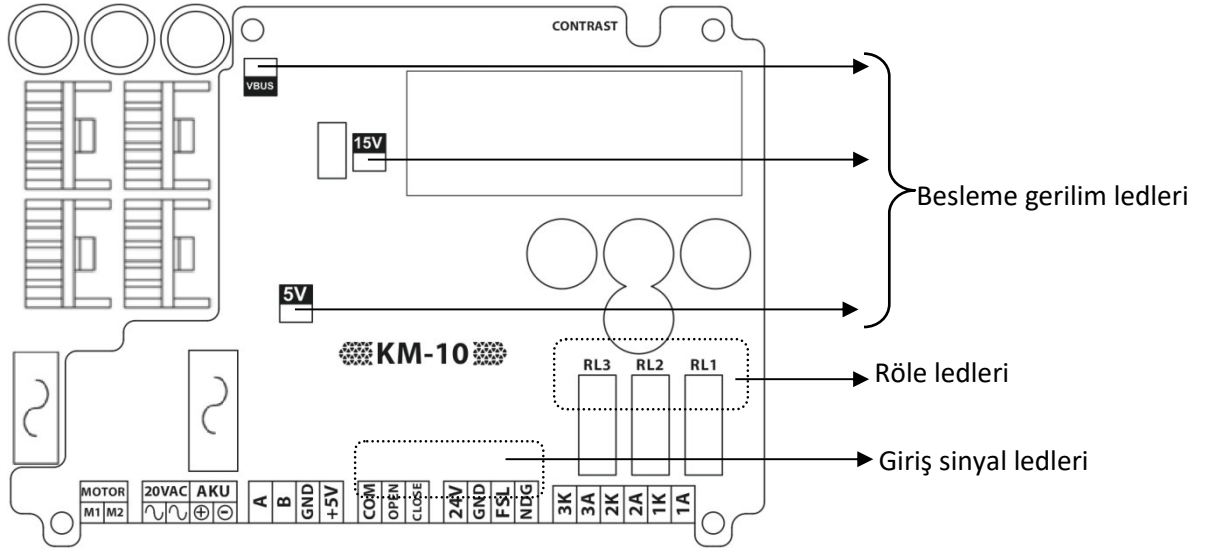 CONTRAST
VBUS
15V
Besleme gerilim ledleri
5V
KM-10
RL3 RL2 RL1
Röle ledleri
Giriş sinyal ledleri
MOTOR 20VAC AKU
M1 M2
A B GND +5V COM OPEN CLOSE 24V GND FSL NDG 3K 3A 2K 2A 1K 1A